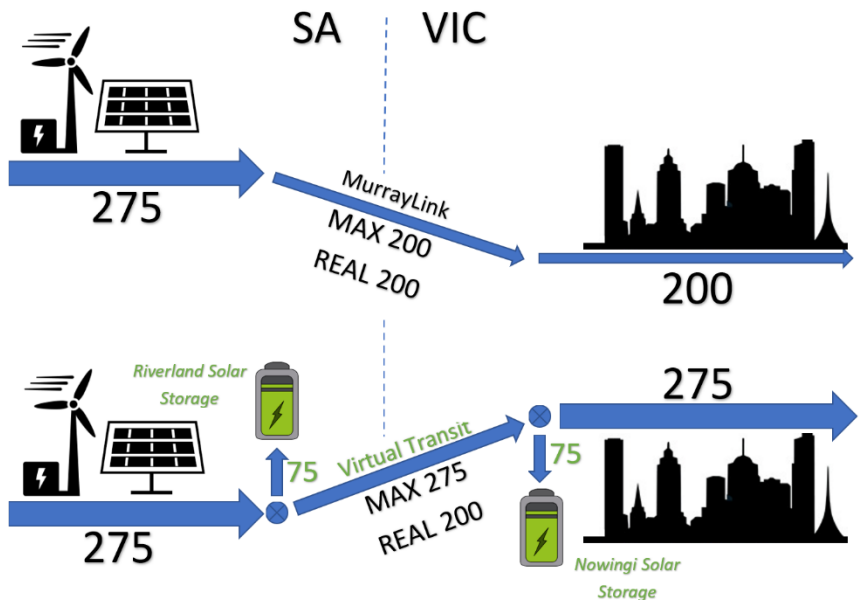 SA
VIC
275
MurrayLink
MAX 200
REAL 200
200
Riverland Solar
Storage
75
Virtual Transit
MAX 275
REAL 200
275
75
275
Nowingi Solar
Storage